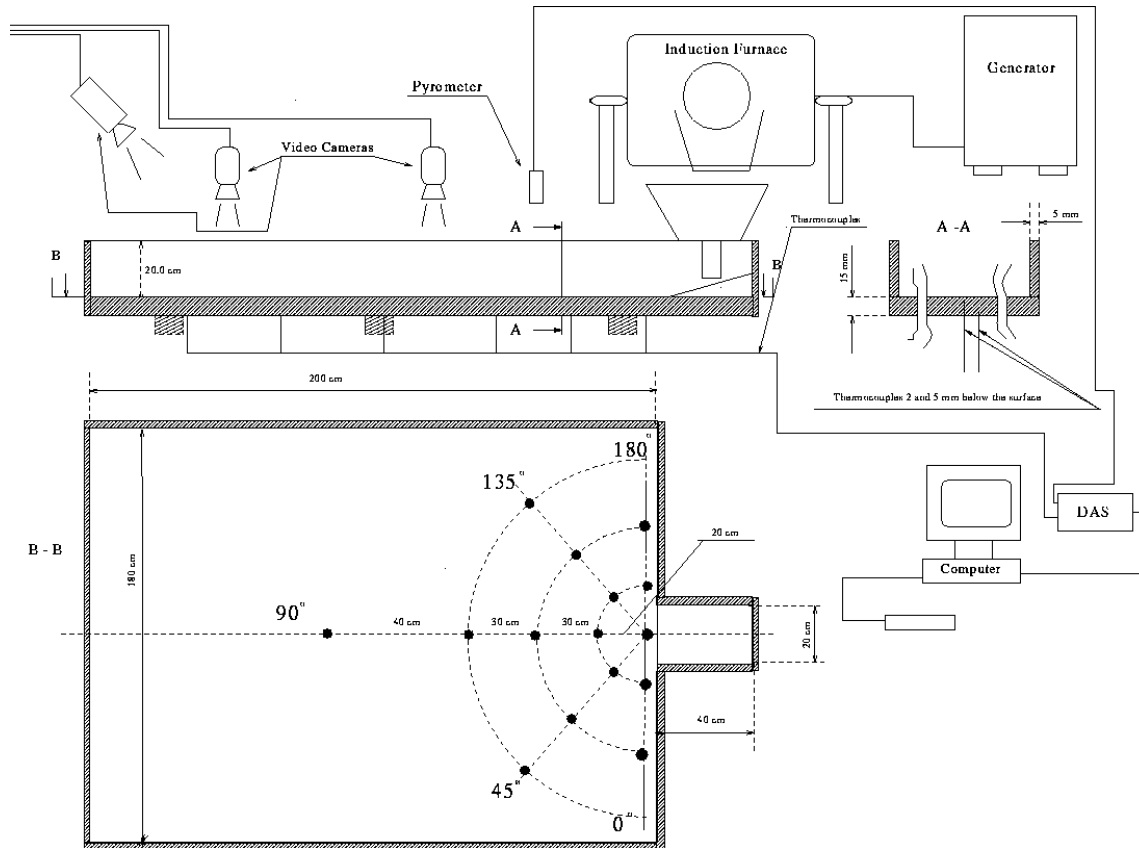 Induction Furnace
Generator
Pyrometer
Video Cameras
Thermocouples
A
A - A
5 mm
B
20.0 cm
B
15 mm
A
200 cm
Thermocouples 2 and 5 mm below the surface
180°
135°
DAS
20 cm
B - B
Computer
180 cm
90°
40 cm
30 cm
30 cm
20 cm
40 cm
45°
0°